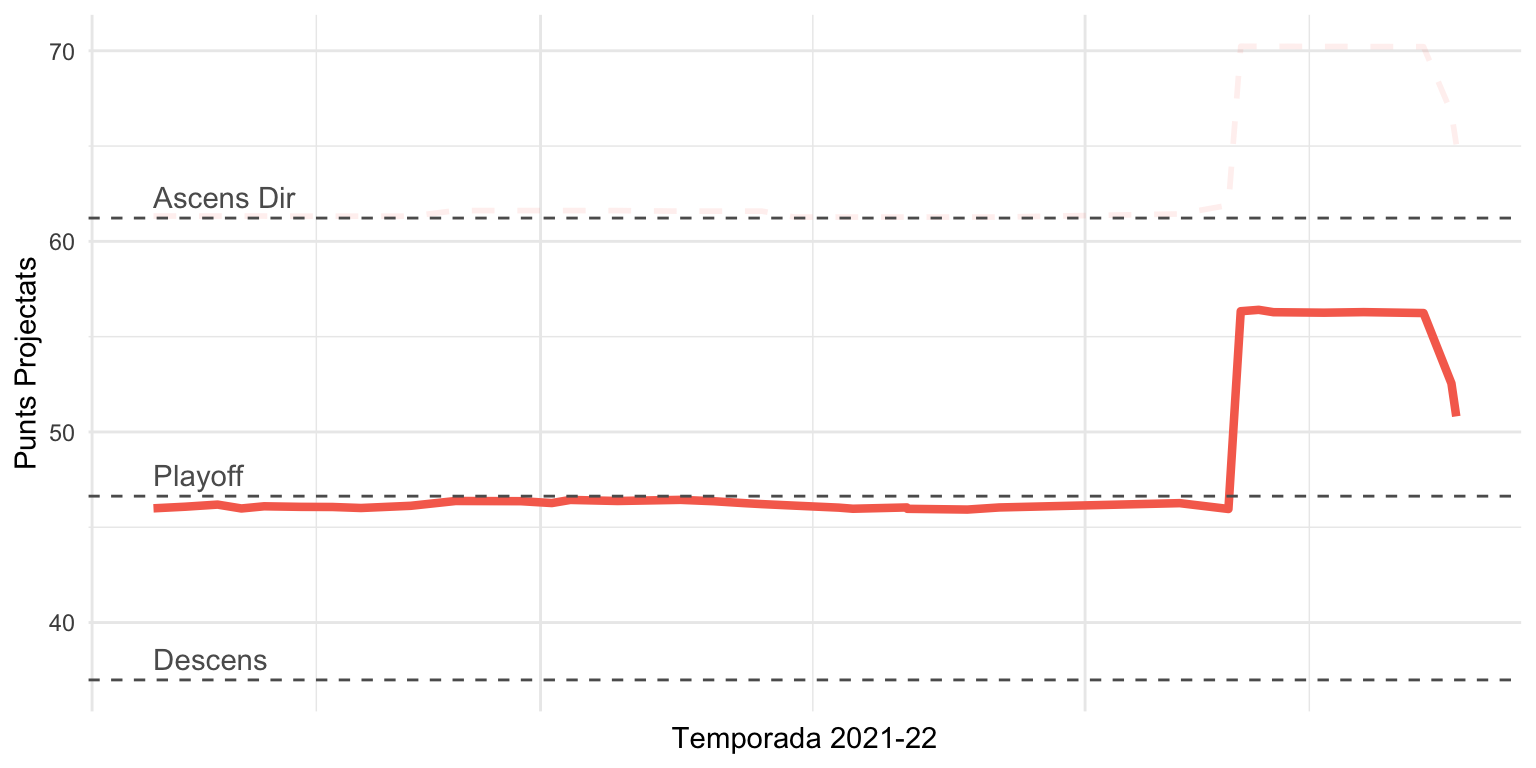 70
Ascens Dir
60
Punts Projectats
50
Playoff
40
Descens
Temporada 2021-22